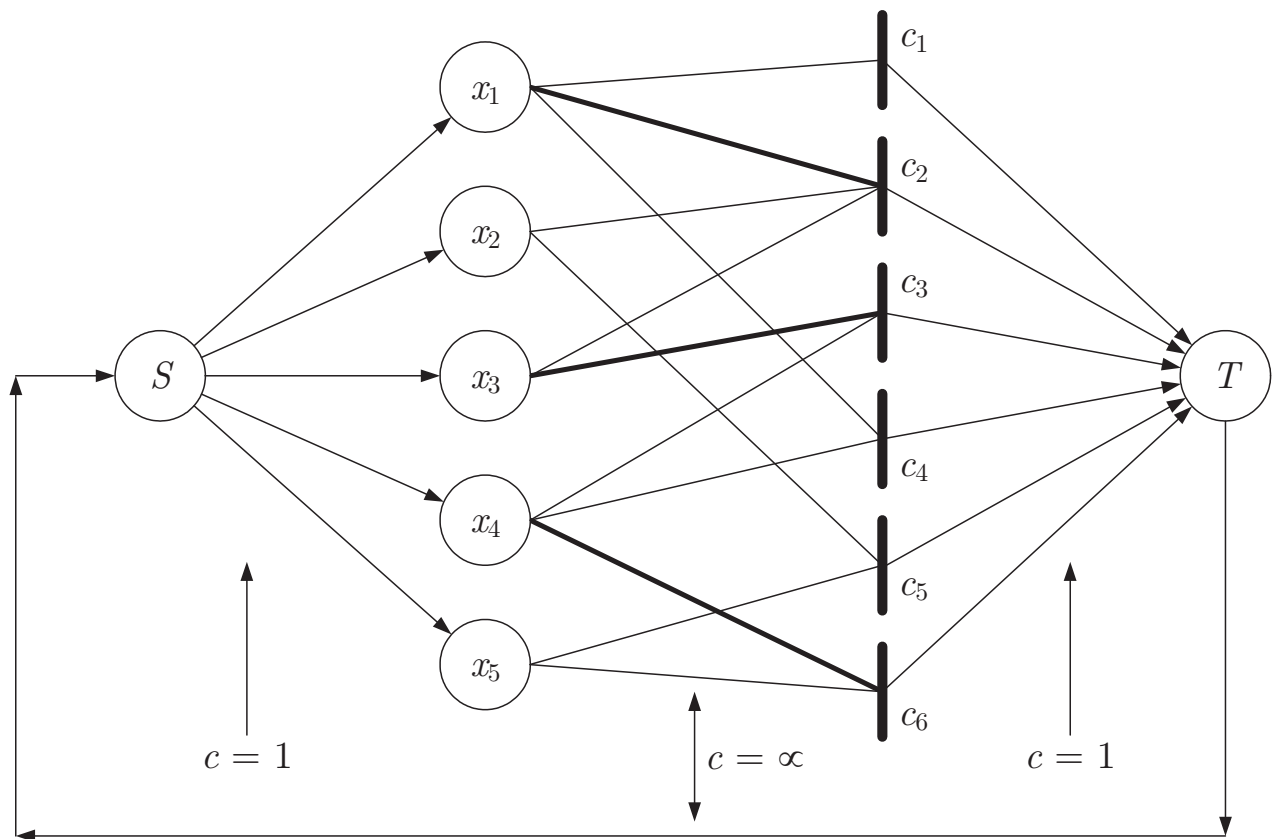 x₁
x₂
x₃
x₄
x₅
S
T
c₁
c₂
c₃
c₄
c₅
c₆
c = 1
c = ∝
c = 1